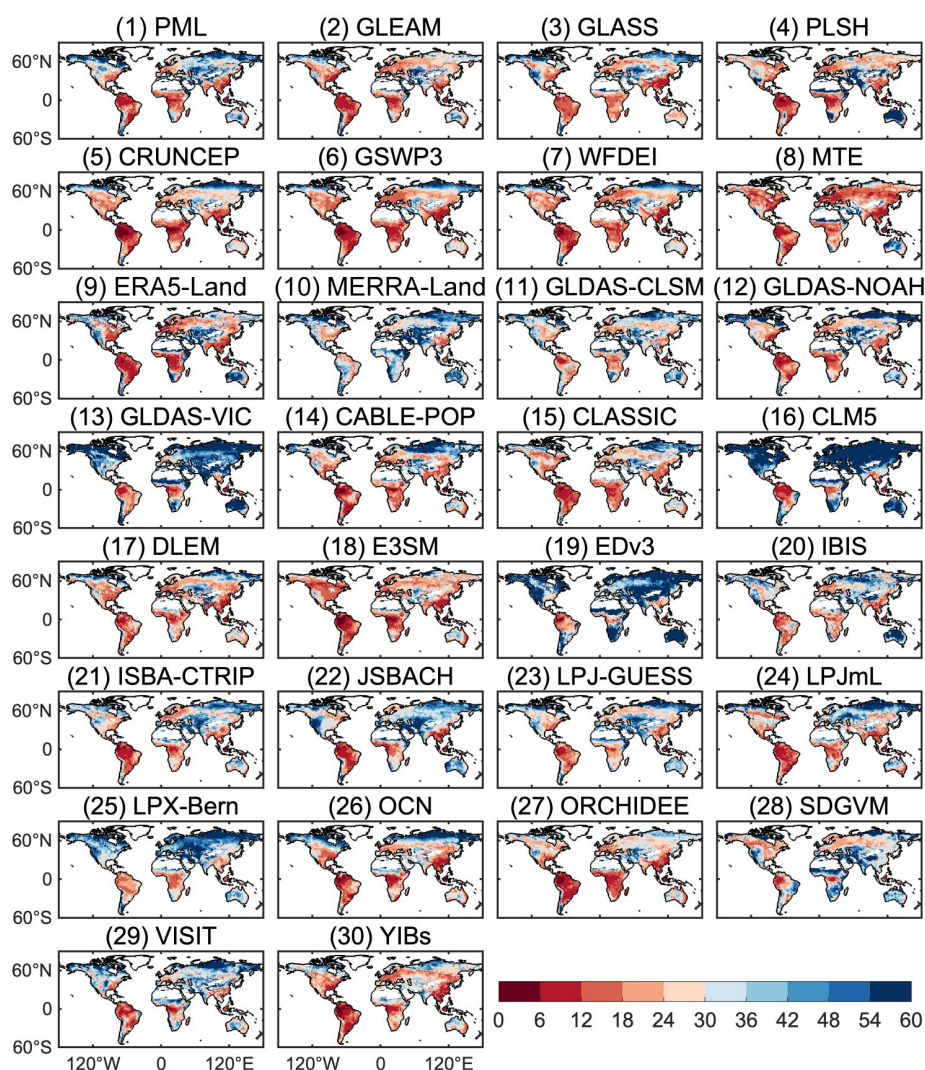 (1) PML (2) GLEAM (3) GLASS (4) PLSH
60°N
0
60°S
(5) CRUNCEP (6) GSWP3 (7) WFDEI (8) MTE
60°N
0
60°S
(9) ERA5-Land (10) MERRA-Land (11) GLDAS-CLSM (12) GLDAS-NOAH
60°N
0
60°S
(13) GLDAS-VIC (14) CABLE-POP (15) CLASSIC (16) CLM5
60°N
0
60°S
(17) DLEM (18) E3SM (19) EDv3 (20) IBIS
60°N
0
60°S
(21) ISBA-CTRIP (22) JSBACH (23) LPJ-GUESS (24) LPJmL
60°N
0
60°S
(25) LPX-Bern (26) OCN (27) ORCHIDEE (28) SDGVM
60°N
0
60°S
(29) VISIT (30) YIBs
60°N
0
60°S
0 6 12 18 24 30 36 42 48 54 60
120°W 0 120°E 120°W 0 120°E